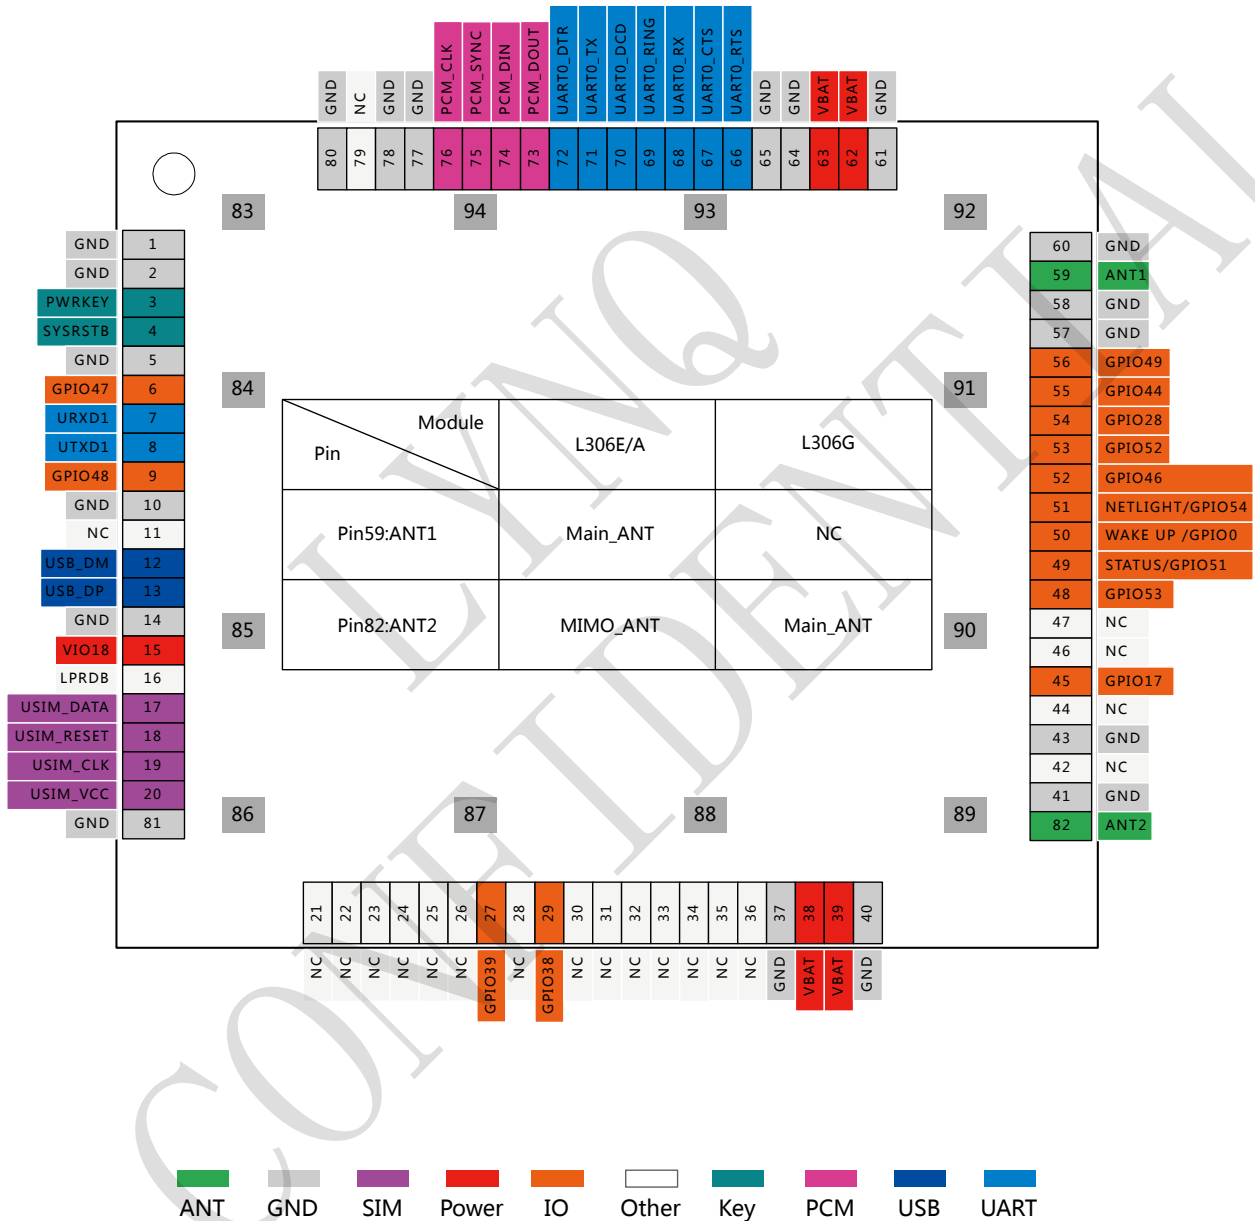 PCM_CLK
PCM_SYNC
PCM_DIN
PCM_DOUT
UART0_DTR
UART0_TX
UART0_DCD
UART0_RING
UART0_RX
UART0_CTS
UART0_RTS
GND
NC
GND
GND
GND
GND
VBAT
VBAT
GND
80
79
78
77
76
75
74
73
72
71
70
69
68
67
66
65
64
63
62
61
83
94
93
92
GND 1
GND 2
PWRKEY 3
SYSRSTB 4
GND 5
GPIO47 6
URXD1 7
UTXD1 8
GPIO48 9
GND 10
NC 11
USB_DM 12
USB_DP 13
GND 14
VIO18 15
LPRDB 16
USIM_DATA 17
USIM_RESET 18
USIM_CLK 19
USIM_VCC 20
GND 81
84
85
86
87
88
89
90
91
Module
Pin
L306E/A
L306G
Pin59:ANT1
Main_ANT
NC
Pin82:ANT2
MIMO_ANT
Main_ANT
60 GND
59 ANT1
58 GND
57 GND
56 GPIO49
55 GPIO44
54 GPIO28
53 GPIO52
52 GPIO46
51 NETLIGHT/GPIO54
50 WAKE UP /GPIO0
49 STATUS/GPIO51
48 GPIO53
47 NC
46 NC
45 GPIO17
44 NC
43 GND
42 NC
41 GND
82 ANT2
21
22
23
24
25
26
27
28
29
30
31
32
33
34
35
36
37
38
39
40
NC
NC
NC
NC
NC
NC
GPIO39
NC
GPIO38
NC
NC
NC
NC
NC
NC
NC
GND
VBAT
VBAT
GND
LYNQ
CONFIDENTIAL
ANT
GND
SIM
Power
IO
Other
Key
PCM
USB
UART